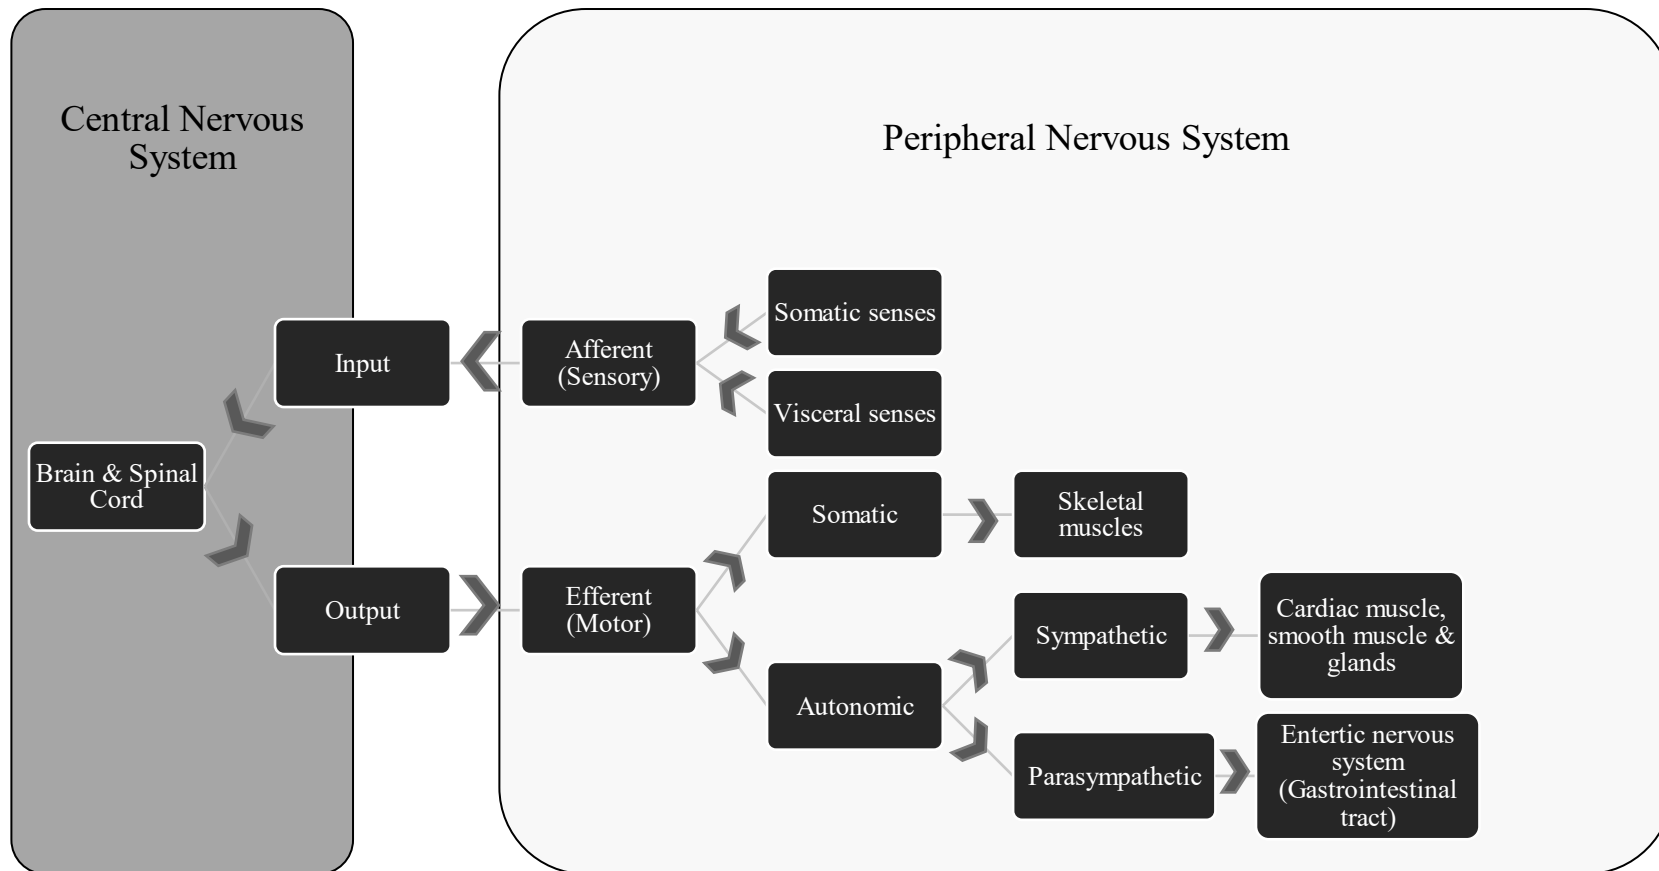 Central Nervous
System
Peripheral Nervous System
Somatic senses
Input
Afferent
(Sensory)
Visceral senses
Brain & Spinal
Cord
Somatic
Skeletal
muscles
Output
Efferent
(Motor)
Sympathetic
Cardiac muscle,
smooth muscle &
glands
Autonomic
Parasympathetic
Entertic nervous
system
(Gastrointestinal
tract)